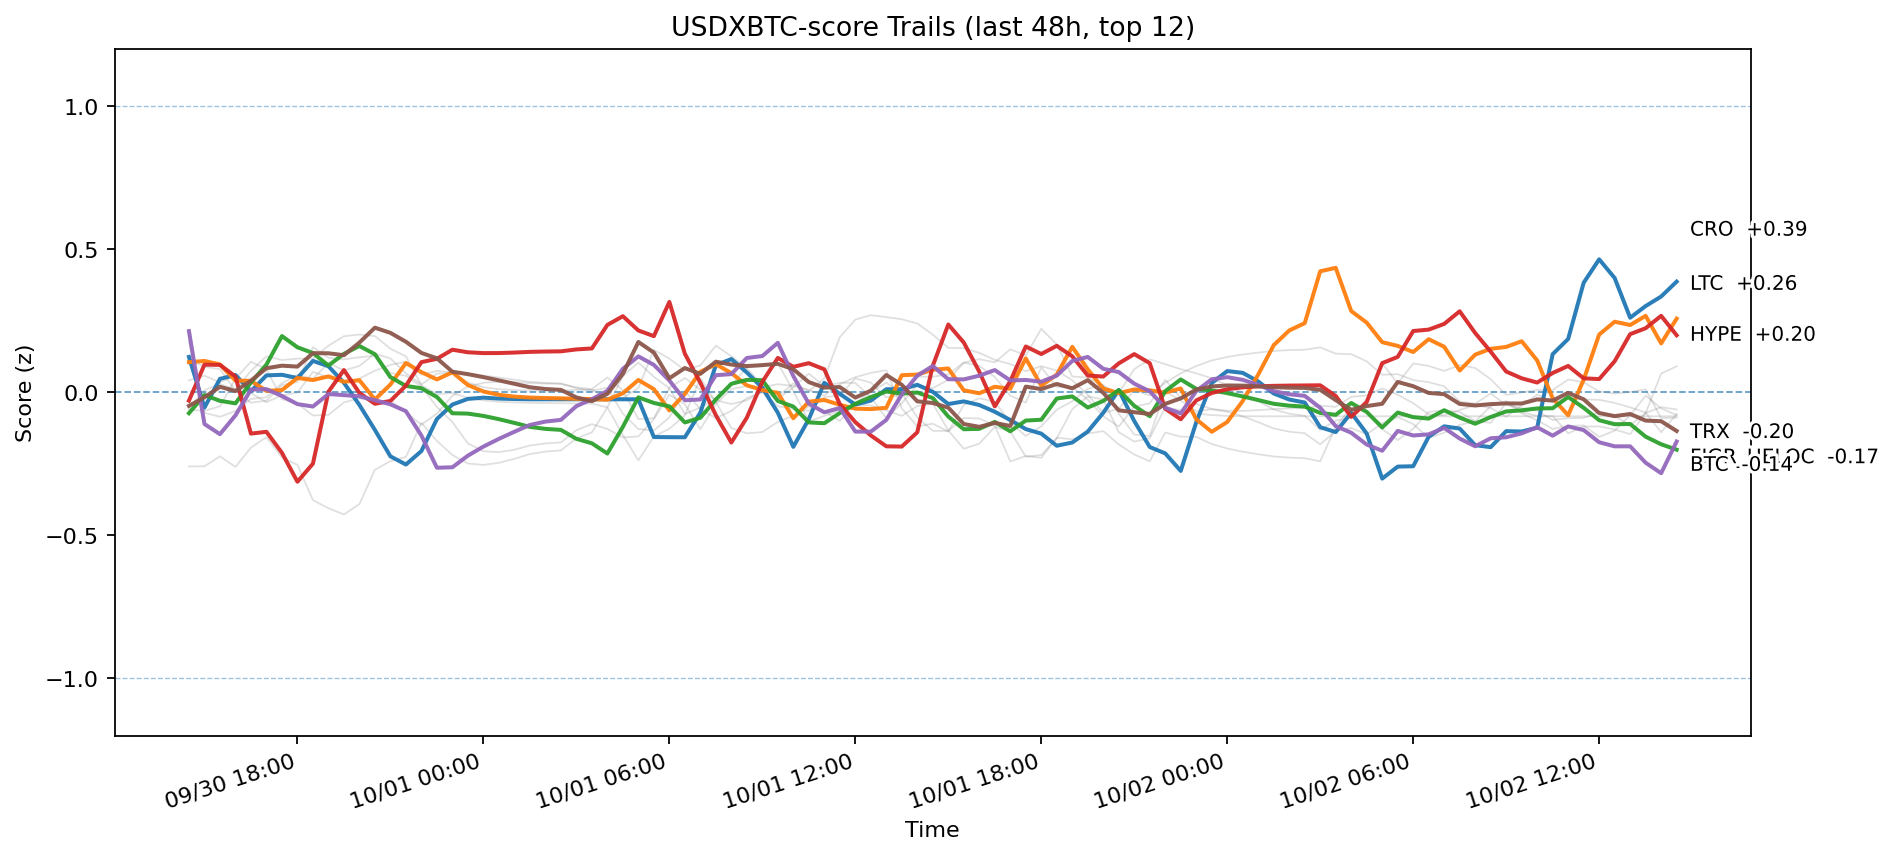 USDXBTC-score Trails (last 48h, top 12)
Score (z)
1.0
0.5
0.0
−0.5
−1.0
CRO +0.39
LTC +0.26
HYPE +0.20
TRX -0.20
-0.17
BTC -0.14
09/30 18:00
10/01 00:00
10/01 06:00
10/01 12:00
10/01 18:00
10/02 00:00
10/02 06:00
10/02 12:00
Time